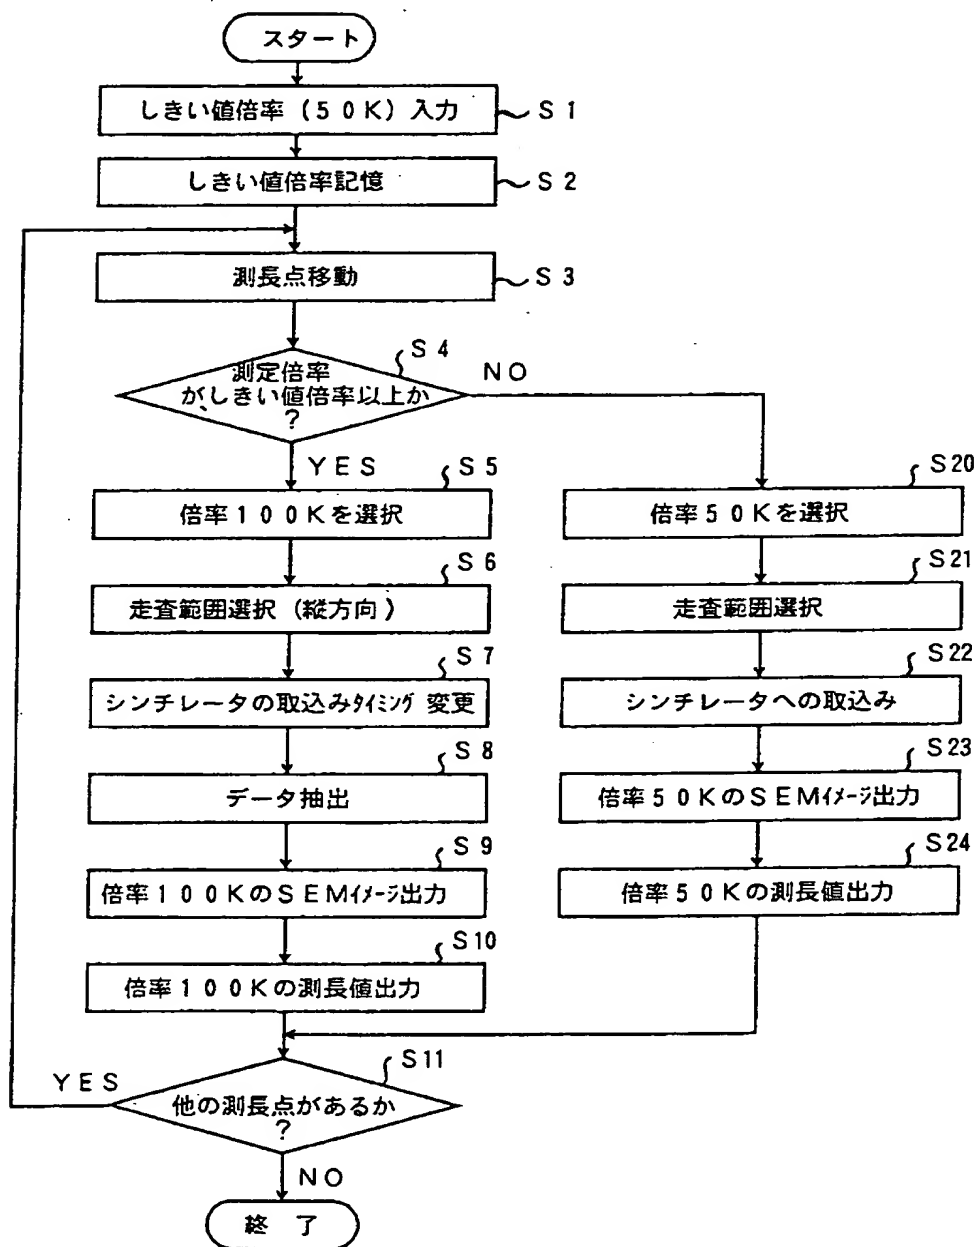 スタート
しきい値倍率(50K)入力
S1
しきい値倍率記憶
S2
測長点移動
S3
S4
測定倍率
がしきい値倍率以上か
?
NO
YES
S5
倍率100Kを選択
S6
走査範囲選択(縦方向)
S7
シンチレータの取込みタイミング変更
S8
データ抽出
S9
倍率100KのSEMイメージ出力
S10
倍率100Kの測長値出力
S20
倍率50Kを選択
S21
走査範囲選択
S22
シンチレータへの取込み
S23
倍率50KのSEMイメージ出力
S24
倍率50Kの測長値出力
S11
YES
他の測長点があるか
?
NO
終了